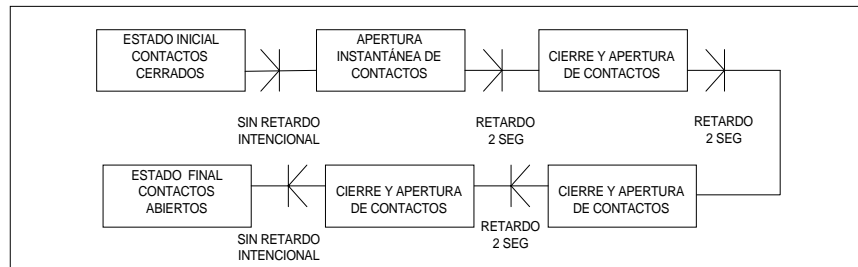 ESTADO INICIAL
CONTACTOS
CERRADOS
APERTURA
INSTANTÁNEA DE
CONTACTOS
CIERRE Y APERTURA
DE CONTACTOS
SIN RETARDO
INTENCIONAL
RETARDO
2 SEG
RETARDO
2 SEG
ESTADO FINAL
CONTACTOS
ABIERTOS
CIERRE Y APERTURA
DE CONTACTOS
CIERRE Y APERTURA
DE CONTACTOS
SIN RETARDO
INTENCIONAL
RETARDO
2 SEG